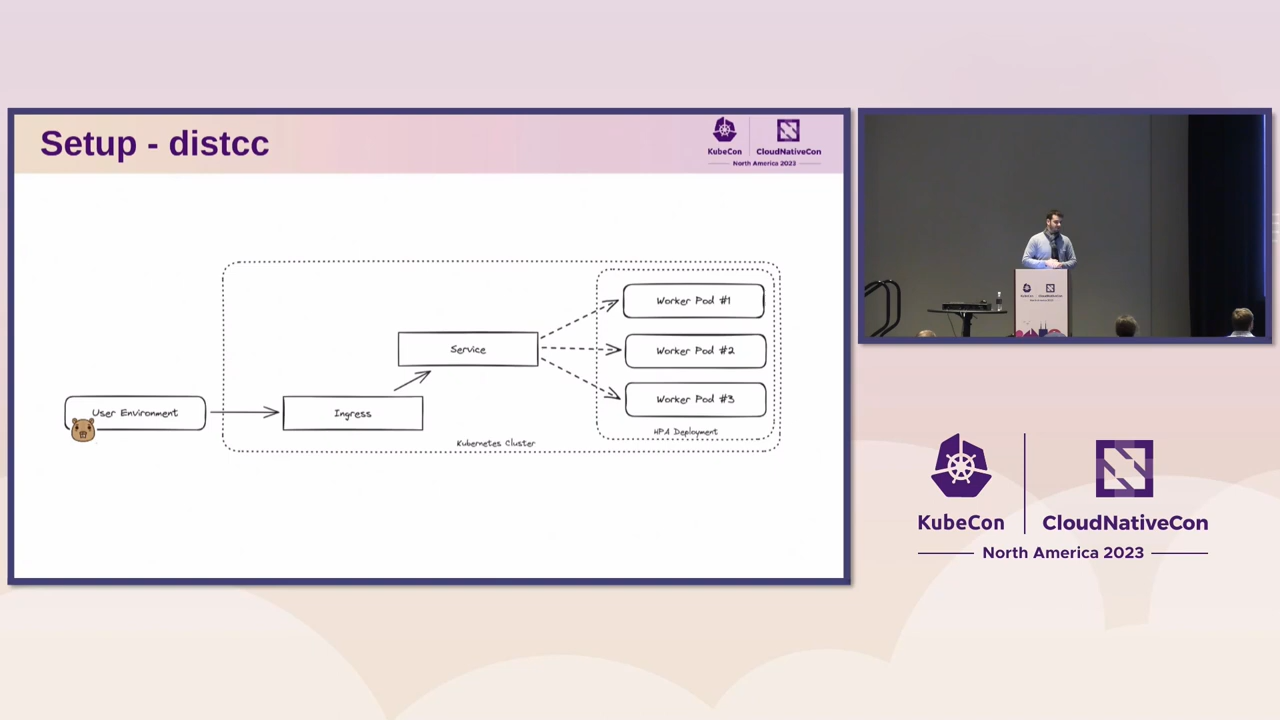 Setup - distcc
KubeCon
CloudNativeCon
North America 2023
Worker Pod #1
Service
Worker Pod #2
User Environment
Ingress
Worker Pod #3
HPA Deployment
Kubernetes Cluster
KubeCon
CloudNativeCon
North America 2023